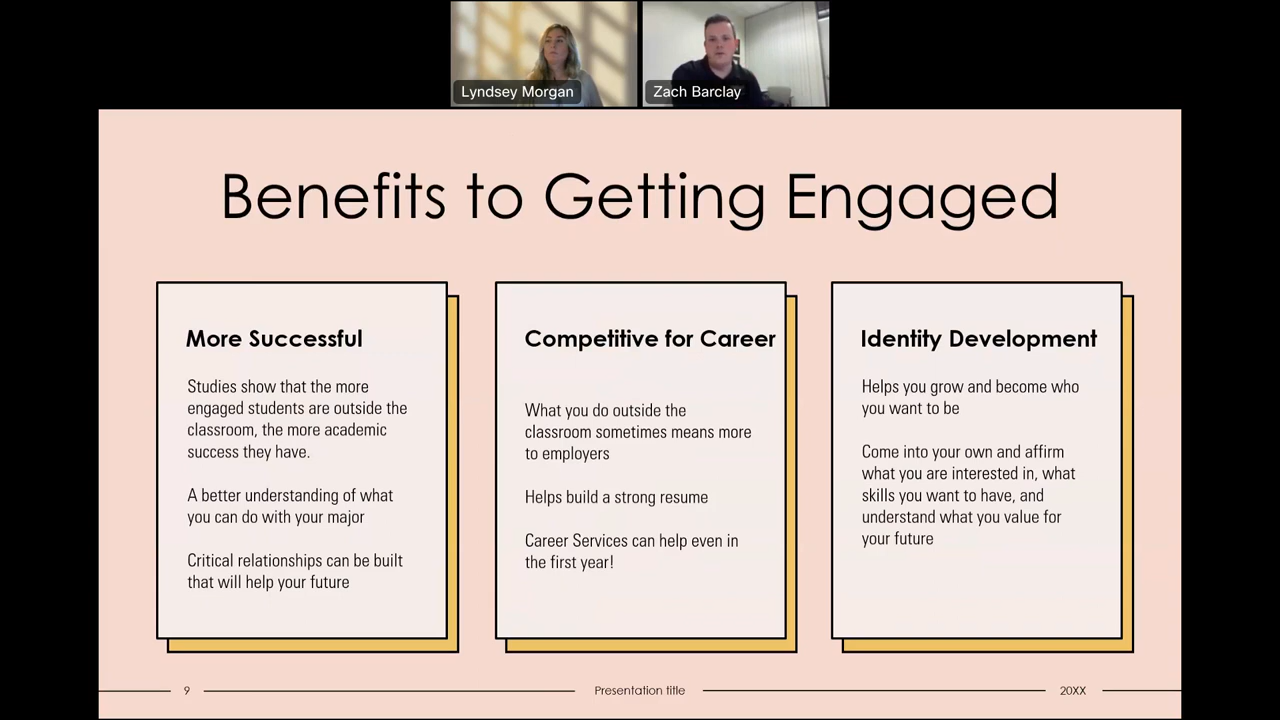 Lyndsey Morgan
Zach Barclay
Benefits to Getting Engaged
More Successful
Studies show that the more
engaged students are outside the
classroom, the more academic
success they have.
A better understanding of what
you can do with your major
Critical relationships can be built
that will help your future
Competitive for Career
What you do outside the
classroom sometimes means more
to employers
Helps build a strong resume
Career Services can help even in
the first year!
Identity Development
Helps you grow and become who
you want to be
Come into your own and affirm
what you are interested in, what
skills you want to have, and
understand what you value for
your future
9
Presentation title
20XX